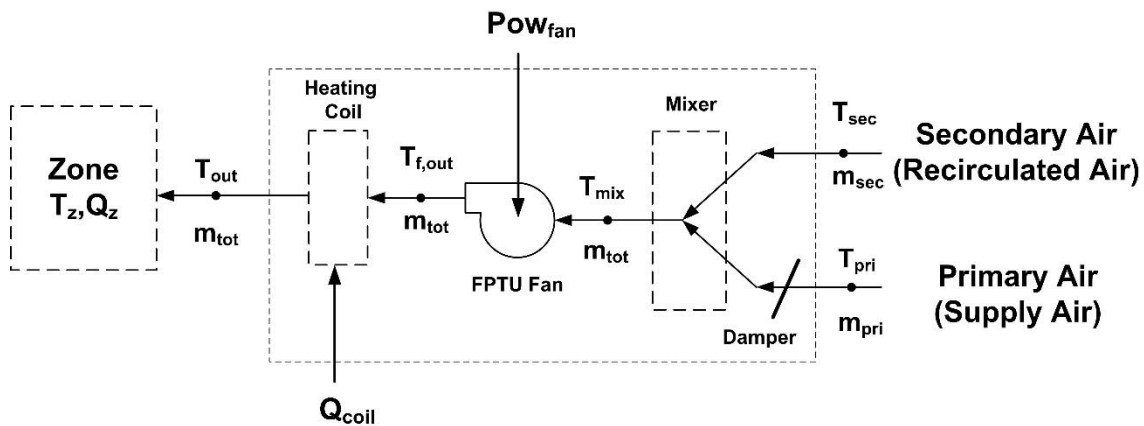 Pow_fan
Heating
Coil
Mixer
T_sec
Secondary Air
(Recirculated Air)
m_sec
Zone
T_z,Q_z
T_out
m_tot
T_f,out
m_tot
FPTU Fan
T_mix
m_tot
T_pri
Primary Air
(Supply Air)
m_pri
Damper
Q_coil